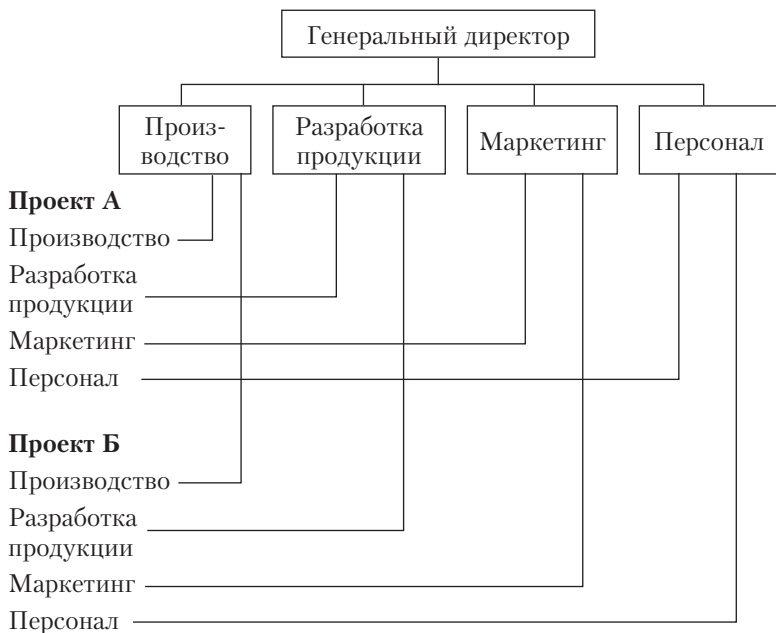 Генеральный директор
Произ-
водство
Разработка
продукции
Маркетинг
Персонал
Проект А
Производство
Разработка
продукции
Маркетинг
Персонал
Проект Б
Производство
Разработка
продукции
Маркетинг
Персонал